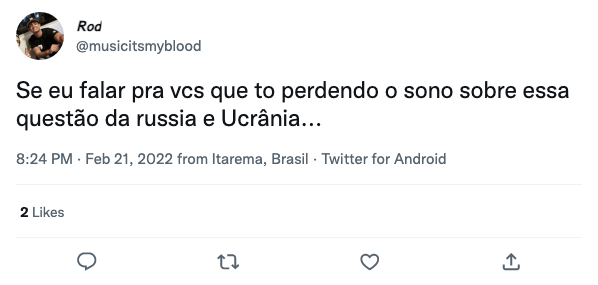 Rod
@musicitsmyblood
Se eu falar pra vcs que to perdendo o sono sobre essa
questão da russia e Ucrânia...
8:24 PM · Feb 21, 2022 from Itarema, Brasil · Twitter for Android
2 Likes